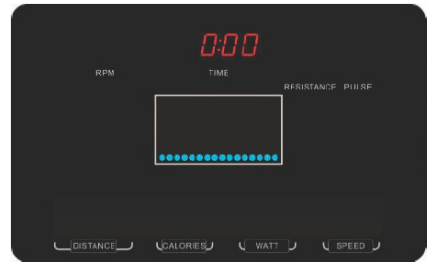 0:00
RPM TIME
RESISTANCE PULSE
DISTANCE CALORIES WATT SPEED